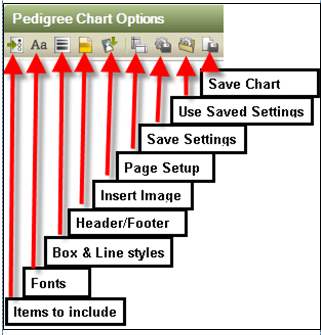 Pedigree Chart Options
Aa
Save Chart
Use Saved Settings
Save Settings
Page Setup
Insert Image
Header/Footer
Box & Line styles
Fonts
Items to include